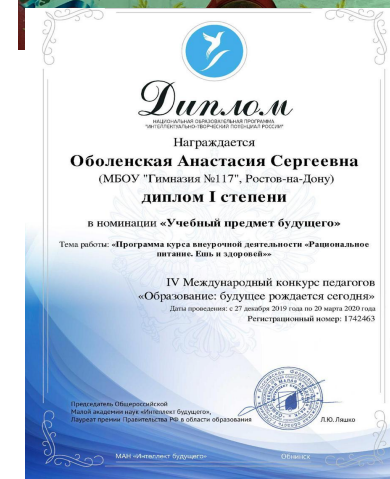 Диплом
НАЦИОНАЛЬНАЯ ОБРАЗОВАТЕЛЬНАЯ ПРОГРАММА
"ИНТЕЛЛЕКТУАЛЬНО-ТВОРЧЕСКИЙ ПОТЕНЦИАЛ РОССИИ"
Награждается
Оболенская Анастасия Сергеевна
(МБОУ "Гимназия №117", Ростов-на-Дону)
диплом I степени
в номинации «Учебный предмет будущего»
Тема работы: «Программа курса внеурочной деятельности «Рациональное
питание. Ешь и здоровей»»
IV Международный конкурс педагогов
«Образование: будущее рождается сегодня»
Дата проведения: с 27 декабря 2019 года по 20 марта 2020 года
Регистрационный номер: 1742463
Председатель Общероссийской
Малой академии наук «Интеллект будущего»,
Лауреат премии Правительства РФ в области образования
Л.Ю. Ляшко
МАН «Интеллект будущего»
Обнинск